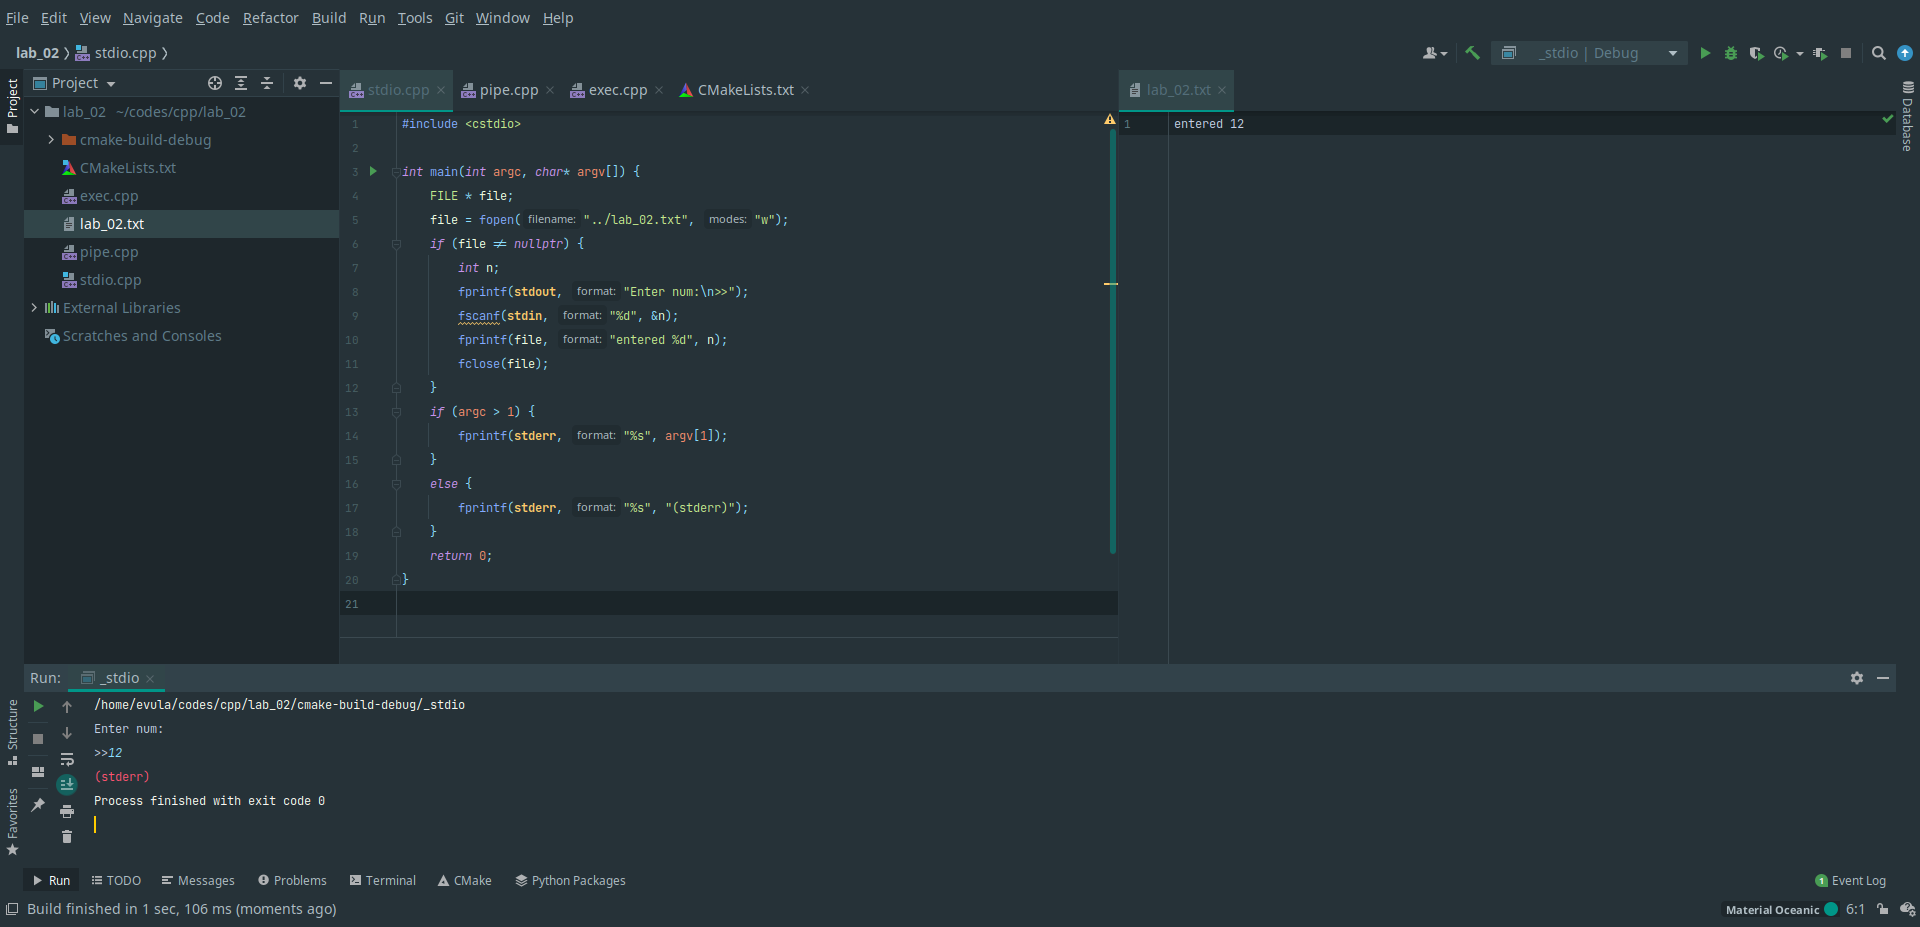 File Edit View Navigate Code Refactor Build Run Tools Git Window Help
lab_02 〉 stdio.cpp 〉
_stdio | Debug
Project
Project
stdio.cpp
pipe.cpp
exec.cpp
CMakeLists.txt
lab_02.txt
Database
lab_02 ~/codes/cpp/lab_02
cmake-build-debug
CMakeLists.txt
exec.cpp
lab_02.txt
pipe.cpp
stdio.cpp
External Libraries
Scratches and Consoles
1 #include <cstdio>
2
3 int main(int argc, char* argv[]) {
4 FILE * file;
5 file = fopen( filename: "../lab_02.txt", modes: "w");
6 if (file ≠ nullptr) {
7 int n;
8 fprintf(stdout, format: "Enter num:\n>>");
9 fscanf(stdin, format: "%d", &n);
10 fprintf(file, format: "entered %d", n);
11 fclose(file);
12 }
13 if (argc > 1) {
14 fprintf(stderr, format: "%s", argv[1]);
15 }
16 else {
17 fprintf(stderr, format: "%s", "(stderr)");
18 }
19 return 0;
20 }
21
1 entered 12
Run: _stdio
Structure
Favorites
/home/evula/codes/cpp/lab_02/cmake-build-debug/_stdio
Enter num:
>>12
(stderr)
Process finished with exit code 0
Run TODO Messages Problems Terminal CMake Python Packages
1 Event Log
Build finished in 1 sec, 106 ms (moments ago)
Material Oceanic 6:1